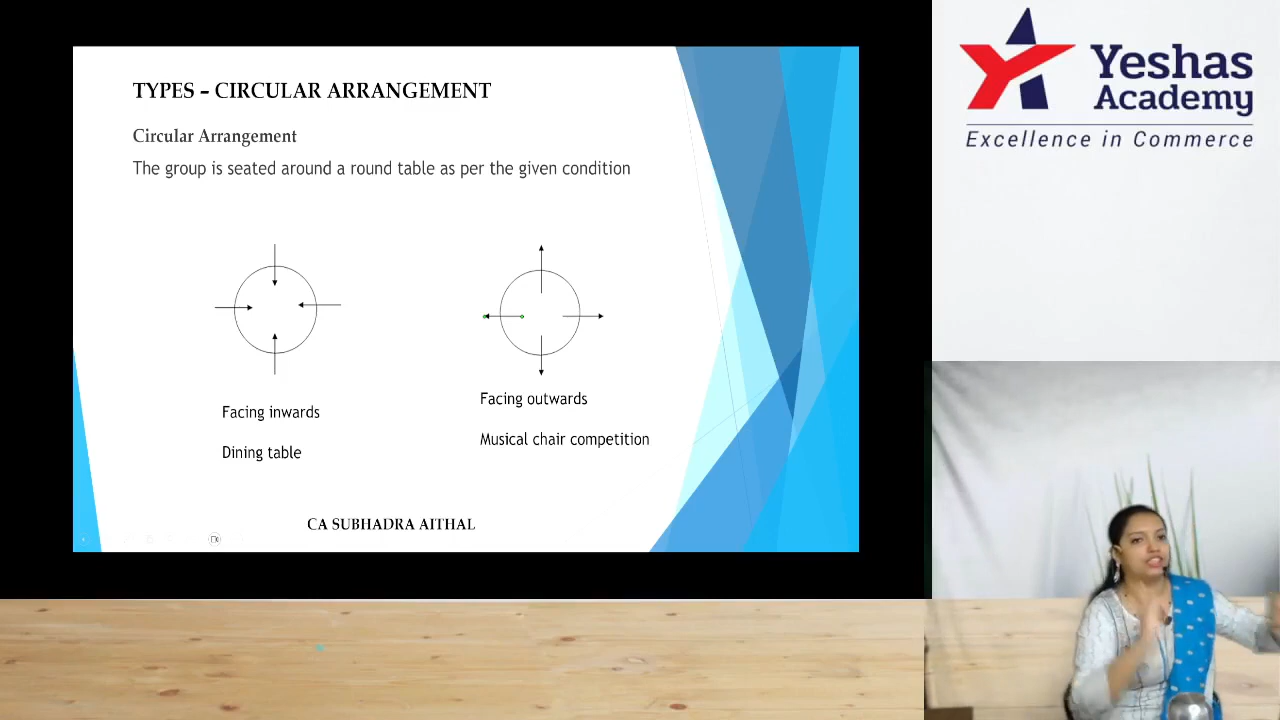 TYPES – CIRCULAR ARRANGEMENT
Circular Arrangement
The group is seated around a round table as per the given condition
Facing inwards
Dining table
Facing outwards
Musical chair competition
CA SUBHADRA AITHAL
Yeshas
Academy
Excellence in Commerce